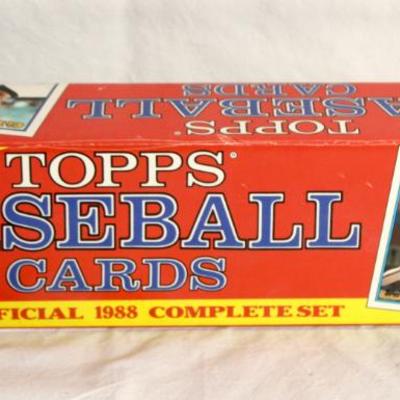 TOPPS
ASEBALL
CARDS
TOPPS®
SEBALL
CARDS
FICIAL 1988 COMPLETE SET